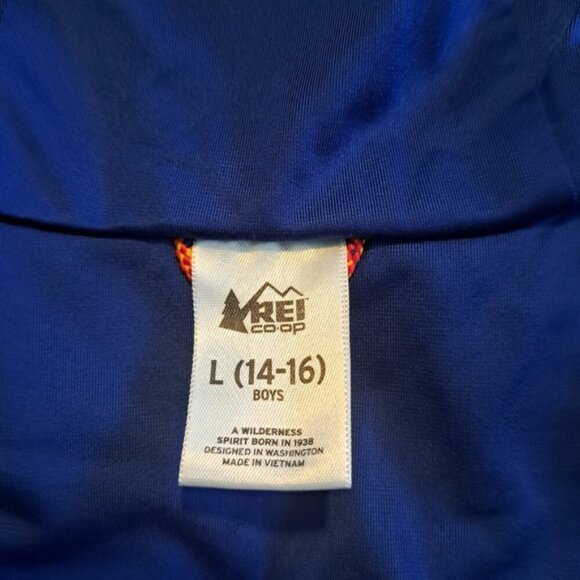 REI
CO·OP
L (14-16)
BOYS
A WILDERNESS
SPIRIT BORN IN 1938
DESIGNED IN WASHINGTON
MADE IN VIETNAM